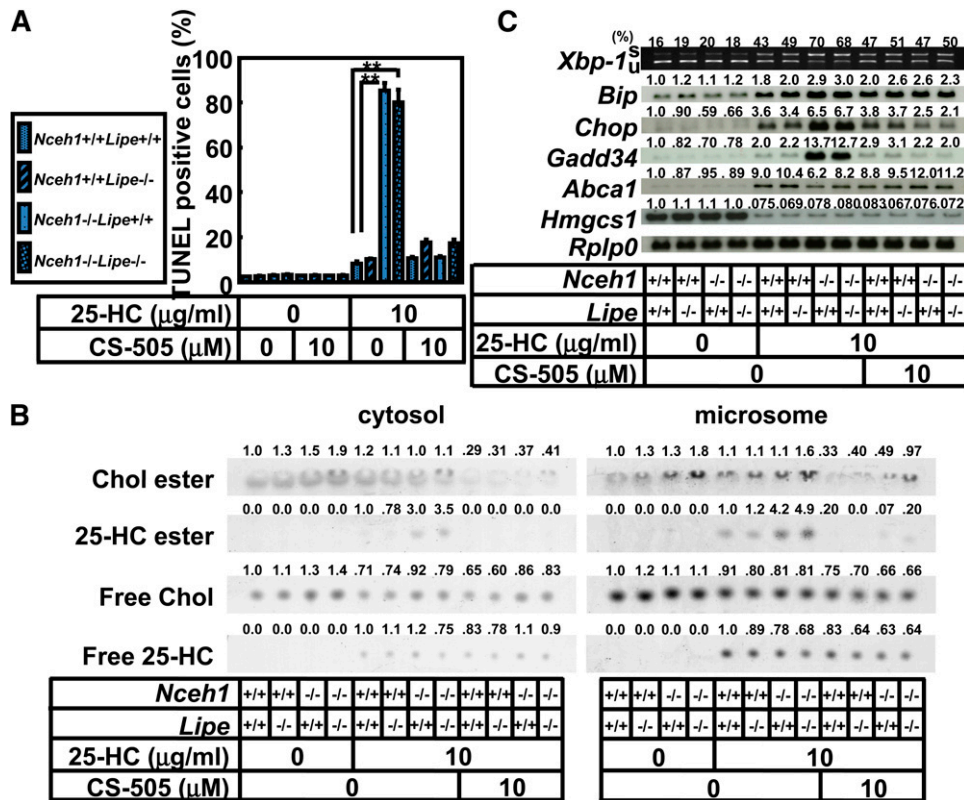 A
TUNEL positive cells (%)
100
80
60
40
20
0
**
**
Nceh1+/+Lipe+/+
Nceh1+/+Lipe-/-
Nceh1-/-Lipe+/+
Nceh1-/-Lipe-/-
25-HC (μg/ml) 0 10
CS-505 (μM) 0 10 0 10
C
(%) 16 19 20 18 43 49 70 68 47 51 47 50
Xbp-1 s u
1.0 1.2 1.1 1.2 1.8 2.0 2.9 3.0 2.0 2.6 2.6 2.3
Bip
1.0 .90 .59 .66 3.6 3.4 6.5 6.7 3.8 3.7 2.5 2.1
Chop
1.0 .82 .70 .78 2.0 2.2 13.7 12.7 2.9 3.1 2.2 2.0
Gadd34
1.0 .87 .95 .89 9.0 10.4 6.2 8.2 8.8 9.5 12.0 11.2
Abca1
1.0 1.1 1.1 1.0 .075 .069 .078 .080 .083 .067 .076 .072
Hmgcs1
Rplp0
Nceh1 +/+ +/+ -/- -/- +/+ +/+ -/- -/- +/+ +/+ -/- -/-
Lipe +/+ -/- +/+ -/- +/+ -/- +/+ -/- +/+ -/- +/+ -/-
25-HC (μg/ml) 0 10
CS-505 (μM) 0 10
B
cytosol microsome
1.0 1.3 1.5 1.9 1.2 1.1 1.0 1.1 .29 .31 .37 .41 1.0 1.3 1.3 1.8 1.1 1.1 1.1 1.6 .33 .40 .49 .97
Chol ester
0.0 0.0 0.0 0.0 1.0 .78 3.0 3.5 0.0 0.0 0.0 0.0 0.0 0.0 0.0 0.0 1.0 1.2 4.2 4.9 .20 0.0 .07 .20
25-HC ester
1.0 1.1 1.3 1.4 .71 .74 .92 .79 .65 .60 .86 .83 1.0 1.2 1.1 1.1 .91 .80 .81 .81 .75 .70 .66 .66
Free Chol
0.0 0.0 0.0 0.0 1.0 1.1 1.2 .75 .83 .78 1.1 0.9 0.0 0.0 0.0 0.0 1.0 .89 .78 .68 .83 .64 .63 .64
Free 25-HC
Nceh1 +/+ +/+ -/- -/- +/+ +/+ -/- -/- +/+ +/+ -/- -/- +/+ +/+ -/- -/- +/+ +/+ -/- -/- +/+ +/+ -/- -/-
Lipe +/+ -/- +/+ -/- +/+ -/- +/+ -/- +/+ -/- +/+ -/- +/+ -/- +/+ -/- +/+ -/- +/+ -/- +/+ -/- +/+ -/-
25-HC (μg/ml) 0 10 0 10
CS-505 (μM) 0 10 0 10